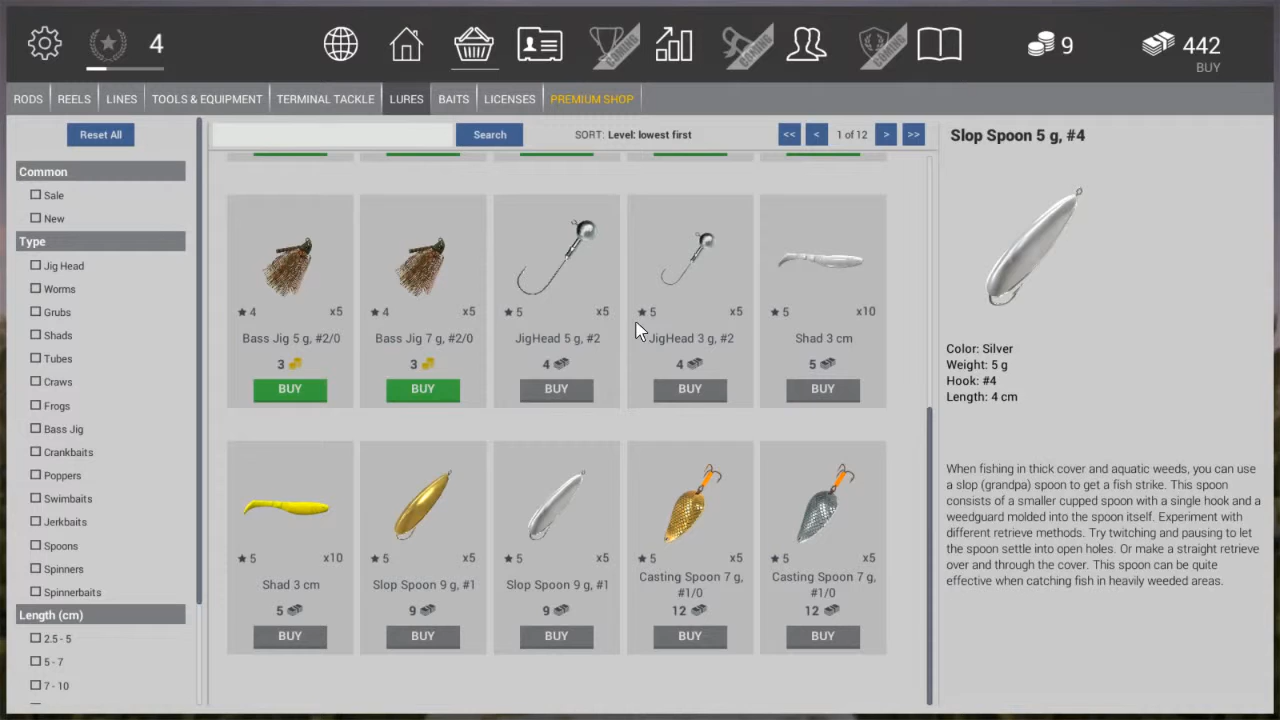 4
COMING
COMING
COMING
9
442
BUY
RODS
REELS
LINES
TOOLS & EQUIPMENT
TERMINAL TACKLE
LURES
BAITS
LICENSES
PREMIUM SHOP
Reset All
Search
SORT: Level: lowest first
<<
<
1 of 12
>
>>
Common
Sale
New
Type
Jig Head
Worms
Grubs
Shads
Tubes
Craws
Frogs
Bass Jig
Crankbaits
Poppers
Swimbaits
Jerkbaits
Spoons
Spinners
Spinnerbaits
Length (cm)
2.5 - 5
5 - 7
7 - 10
4 x5
Bass Jig 5 g, #2/0
3
BUY
4 x5
Bass Jig 7 g, #2/0
3
BUY
5 x5
JigHead 5 g, #2
4
BUY
5 x5
JigHead 3 g, #2
4
BUY
5 x10
Shad 3 cm
5
BUY
5 x10
Shad 3 cm
5
BUY
5 x5
Slop Spoon 9 g, #1
9
BUY
5 x5
Slop Spoon 9 g, #1
9
BUY
5 x5
Casting Spoon 7 g,
#1/0
12
BUY
5 x5
Casting Spoon 7 g,
#1/0
12
BUY
Slop Spoon 5 g, #4
Color: Silver
Weight: 5 g
Hook: #4
Length: 4 cm
When fishing in thick cover and aquatic weeds, you can use
a slop (grandpa) spoon to get a fish strike. This spoon
consists of a smaller cupped spoon with a single hook and a
weedguard molded into the spoon itself. Experiment with
different retrieve methods. Try twitching and pausing to let
the spoon settle into open holes. Or make a straight retrieve
over and through the cover. This spoon can be quite
effective when catching fish in heavily weeded areas.